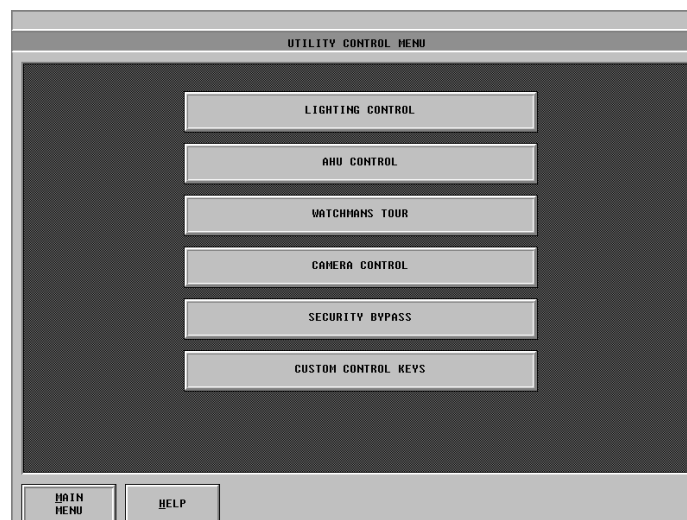 UTILITY CONTROL MENU
LIGHTING CONTROL
AHU CONTROL
WATCHMANS TOUR
CAMERA CONTROL
SECURITY BYPASS
CUSTOM CONTROL KEYS
MAIN
MENU
HELP